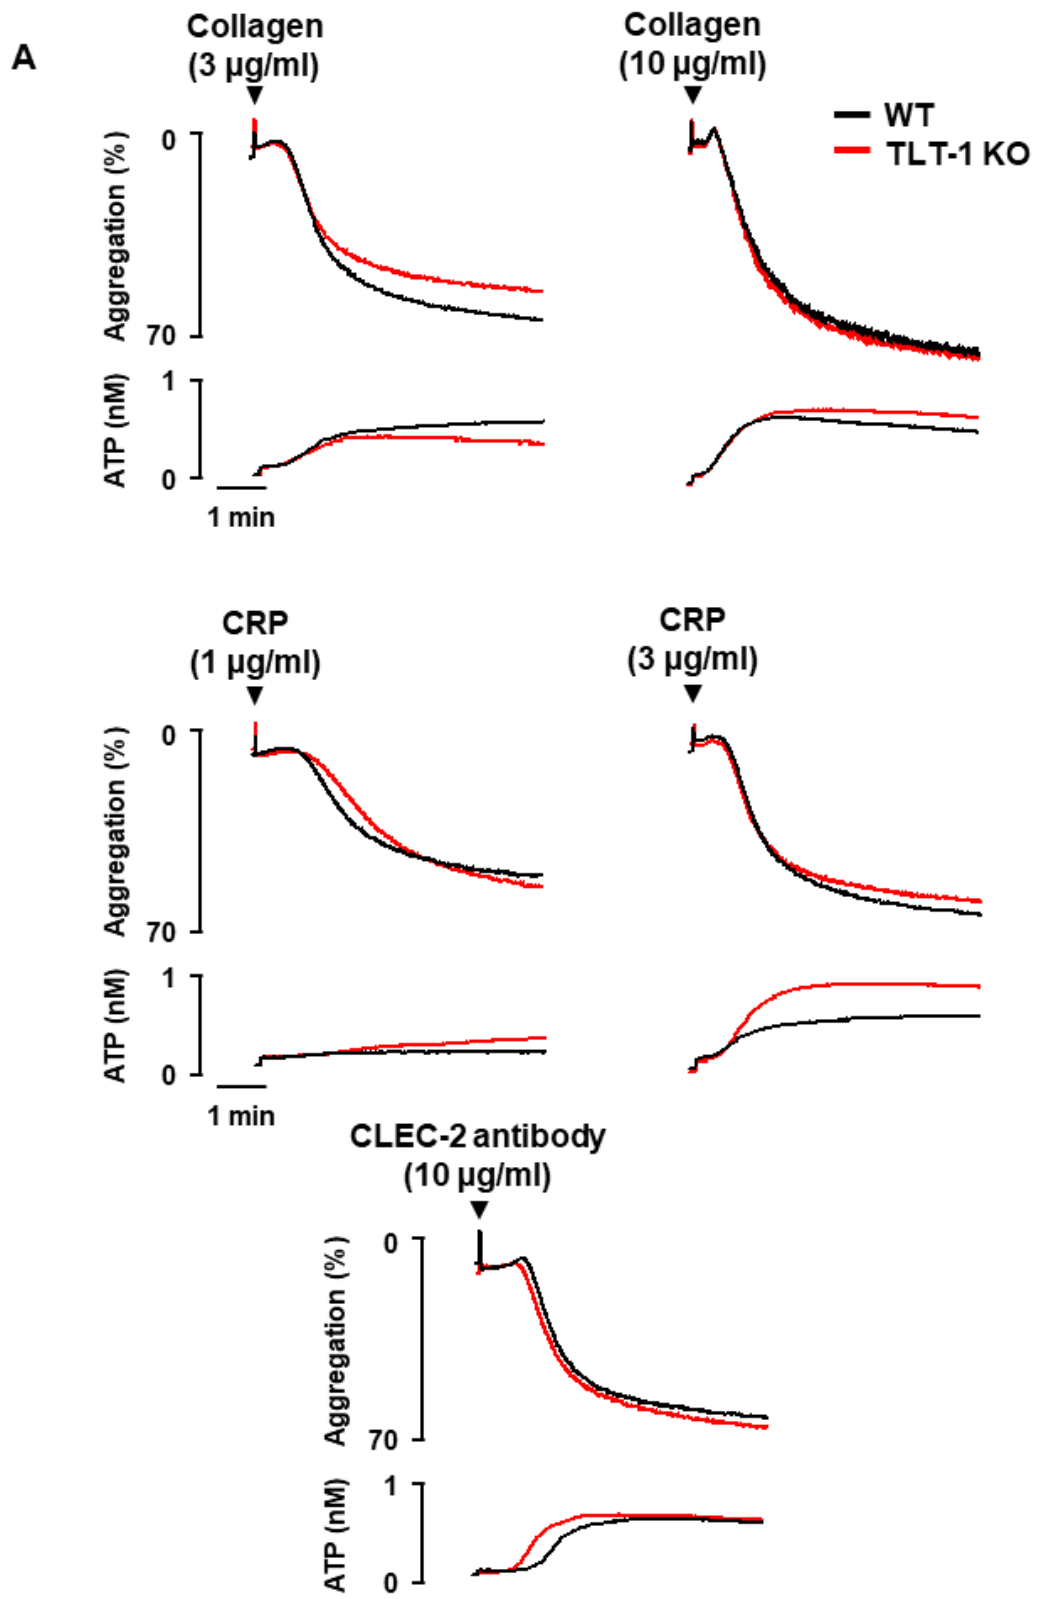 A
Collagen
(3 µg/ml)
Collagen
(10 µg/ml)
WT
TLT-1 KO
Aggregation (%)
0
70
ATP (nM)
1
0
1 min
CRP
(1 µg/ml)
CRP
(3 µg/ml)
Aggregation (%)
0
70
ATP (nM)
1
0
1 min
CLEC-2 antibody
(10 µg/ml)
Aggregation (%)
0
70
ATP (nM)
1
0